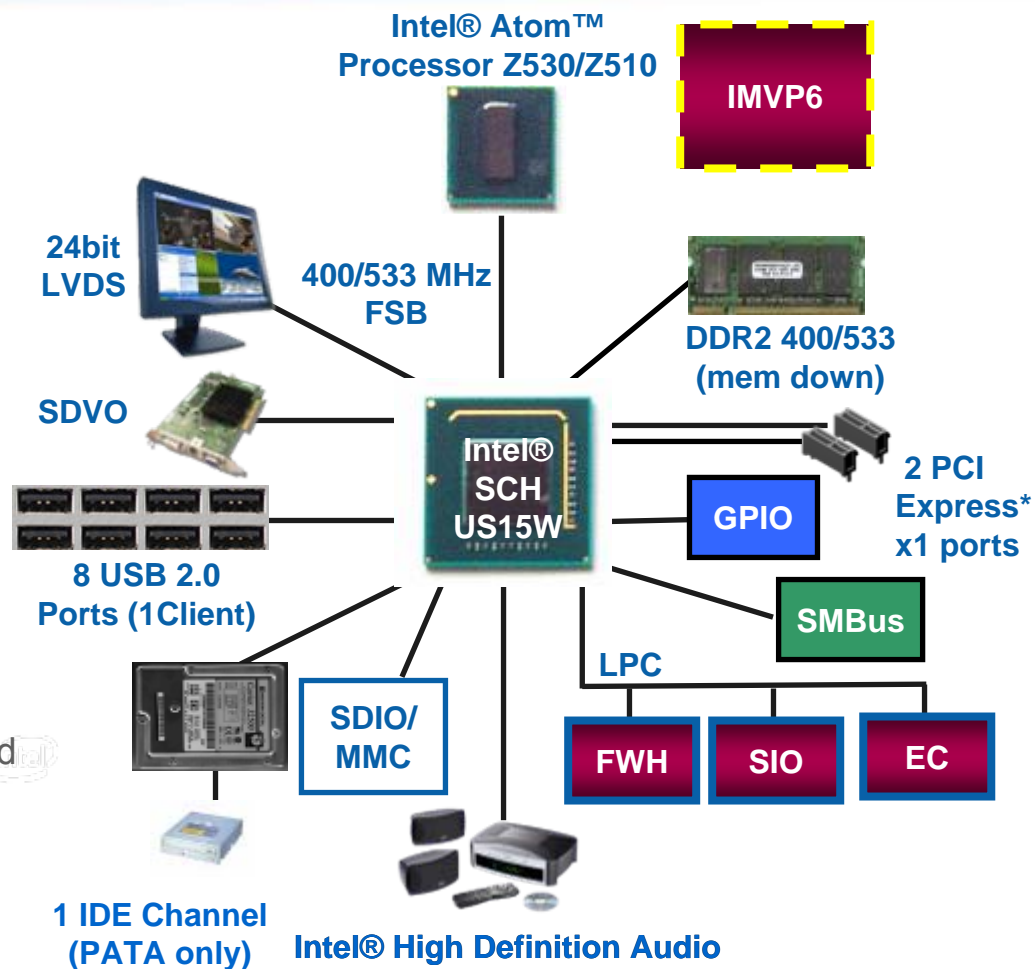 Intel® Atom™
Processor Z530/Z510
IMVP6
24bit
LVDS
400/533 MHz
FSB
DDR2 400/533
(mem down)
SDVO
Intel®
SCH
US15W
2 PCI
Express*
x1 ports
GPIO
8 USB 2.0
Ports (1Client)
SMBus
LPC
SDIO/
MMC
FWH
SIO
EC
d
1 IDE Channel
(PATA only)
Intel® High Definition Audio